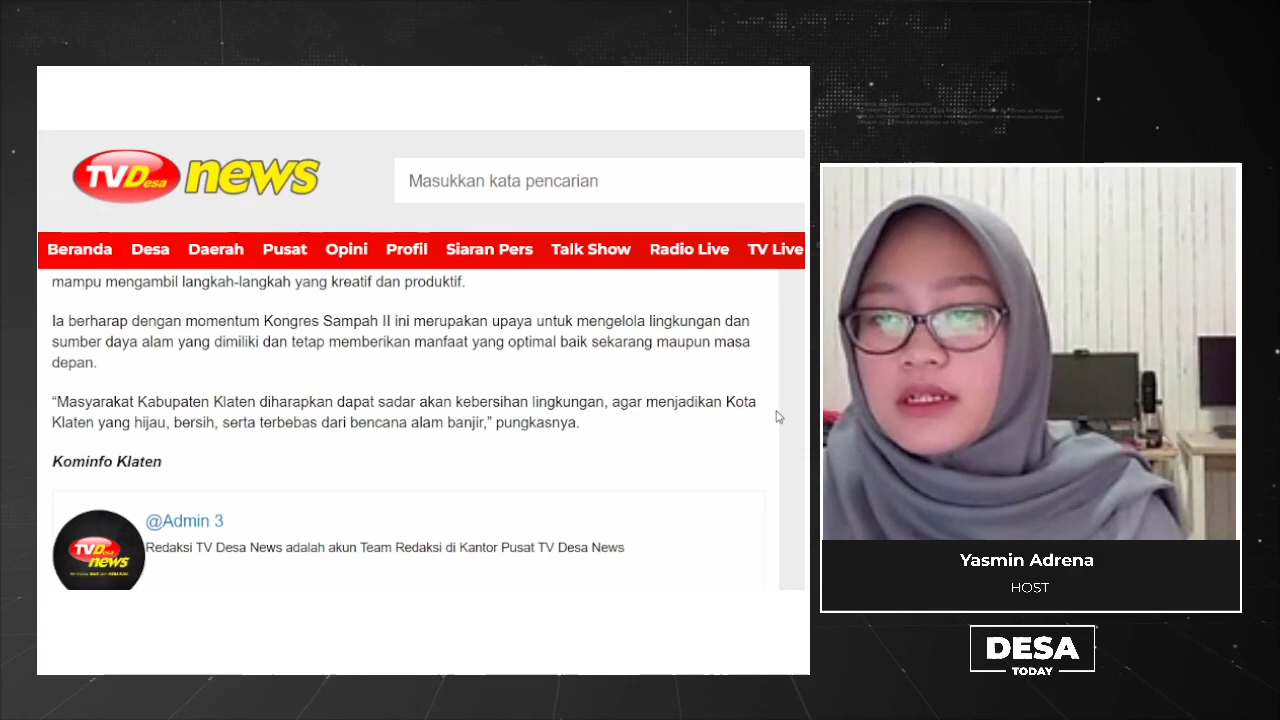 TVDesa news
Masukkan kata pencarian
Beranda Desa Daerah Pusat Opini Profil Siaran Pers Talk Show Radio Live TV Live
mampu mengambil langkah-langkah yang kreatif dan produktif.
Ia berharap dengan momentum Kongres Sampah II ini merupakan upaya untuk mengelola lingkungan dan
sumber daya alam yang dimiliki dan tetap memberikan manfaat yang optimal baik sekarang maupun masa
depan.
“Masyarakat Kabupaten Klaten diharapkan dapat sadar akan kebersihan lingkungan, agar menjadikan Kota
Klaten yang hijau, bersih, serta terbebas dari bencana alam banjir,” pungkasnya.
Kominfo Klaten
@Admin 3
Redaksi TV Desa News adalah akun Team Redaksi di Kantor Pusat TV Desa News
TVDesa
news
Yasmin Adrena
HOST
DESA
TODAY